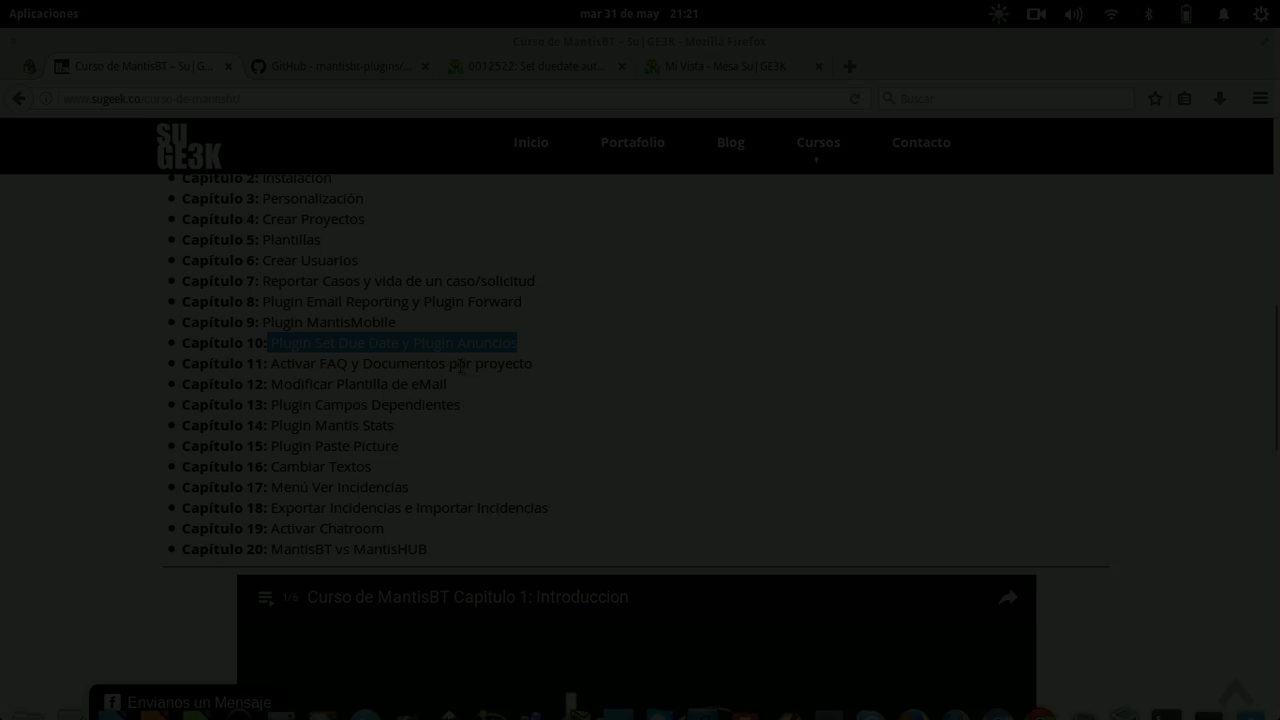 Aplicaciones
mar 31 de may 21:21
Curso de MantisBT – Su|GE3K - Mozilla Firefox
Curso de MantisBT – Su|G...
GitHub - mantisbt-plugins/...
0012522: Set duedate aut...
Mi Vista - Mesa Su|GE3K
www.sugeek.co/curso-de-mantisbt/
Buscar
SU GE3K
Inicio
Portafolio
Blog
Cursos
Contacto
Capítulo 2: Instalación
Capítulo 3: Personalización
Capítulo 4: Crear Proyectos
Capítulo 5: Plantillas
Capítulo 6: Crear Usuarios
Capítulo 7: Reportar Casos y vida de un caso/solicitud
Capítulo 8: Plugin Email Reporting y Plugin Forward
Capítulo 9: Plugin MantisMobile
Capítulo 10: Plugin Set Due Date y Plugin Anuncios
Capítulo 11: Activar FAQ y Documentos por proyecto
Capítulo 12: Modificar Plantilla de eMail
Capítulo 13: Plugin Campos Dependientes
Capítulo 14: Plugin Mantis Stats
Capítulo 15: Plugin Paste Picture
Capítulo 16: Cambiar Textos
Capítulo 17: Menú Ver Incidencias
Capítulo 18: Exportar Incidencias e Importar Incidencias
Capítulo 19: Activar Chatroom
Capítulo 20: MantisBT vs MantisHUB
1/6 Curso de MantisBT Capitulo 1: Introduccion
Envianos un Mensaje